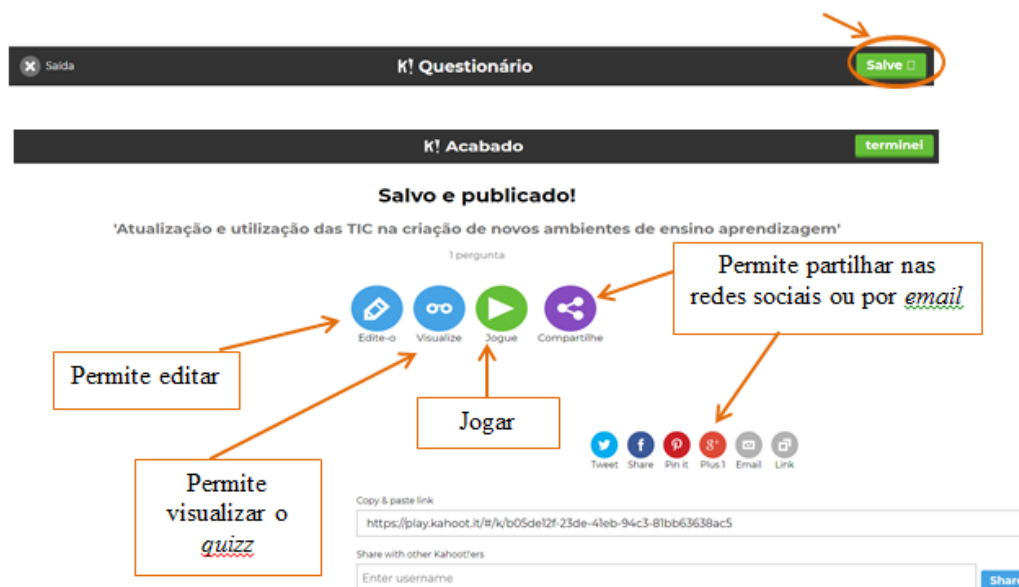 Saída
K! Questionário
Salve
K! Acabado
terminei
Salvo e publicado!
'Atualização e utilização das TIC na criação de novos ambientes de ensino aprendizagem'
1 pergunta
Permite partilhar nas
redes sociais ou por email
Edite-o
Visualize
Jogue
Compartilhe
Permite editar
Jogar
Permite
visualizar o
quizz
Tweet
Share
Pin it
Plus 1
Email
Link
Copy & paste link
https://play.kahoot.it/#/k/b05de12f-23de-41eb-94c3-81bb63638ac5
Share with other Kahoot!'ers
Enter username
Share